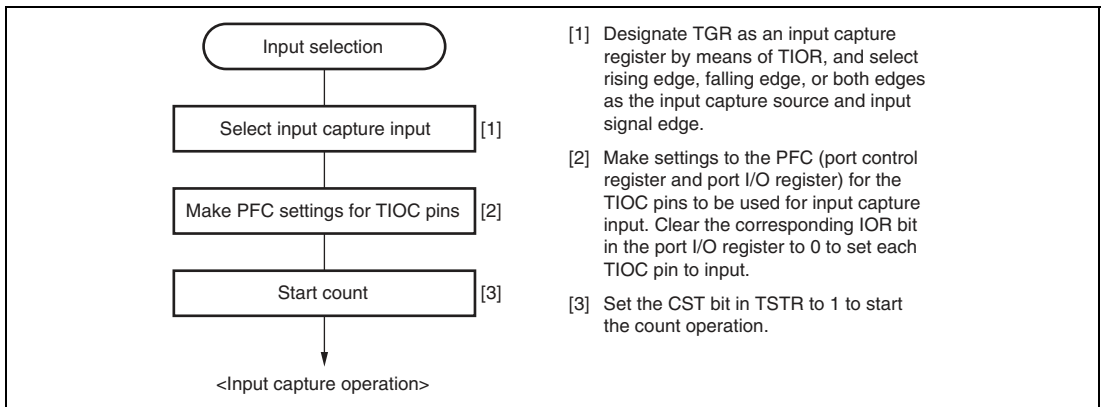 Input selection
Select input capture input [1]
Make PFC settings for TIOC pins [2]
Start count [3]
<Input capture operation>
[1] Designate TGR as an input capture
register by means of TIOR, and select
rising edge, falling edge, or both edges
as the input capture source and input
signal edge.
[2] Make settings to the PFC (port control
register and port I/O register) for the
TIOC pins to be used for input capture
input. Clear the corresponding IOR bit
in the port I/O register to 0 to set each
TIOC pin to input.
[3] Set the CST bit in TSTR to 1 to start
the count operation.